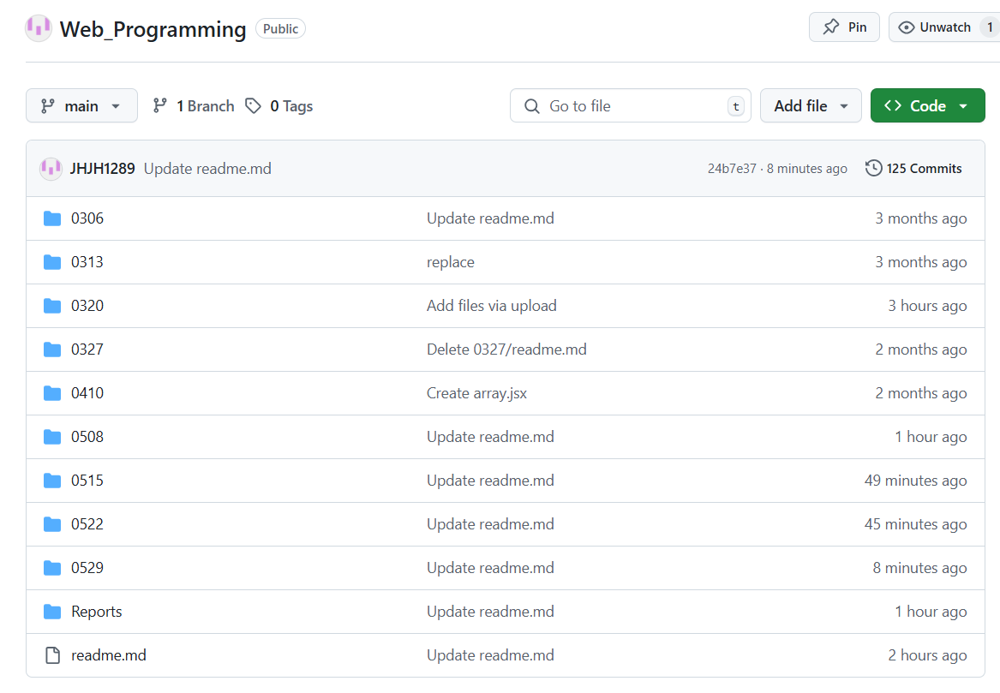 Web_Programming Public Pin Unwatch 1
main 1 Branch 0 Tags Go to file t Add file Code
JHJH1289 Update readme.md 24b7e37 · 8 minutes ago 125 Commits
0306 Update readme.md 3 months ago
0313 replace 3 months ago
0320 Add files via upload 3 hours ago
0327 Delete 0327/readme.md 2 months ago
0410 Create array.jsx 2 months ago
0508 Update readme.md 1 hour ago
0515 Update readme.md 49 minutes ago
0522 Update readme.md 45 minutes ago
0529 Update readme.md 8 minutes ago
Reports Update readme.md 1 hour ago
readme.md Update readme.md 2 hours ago